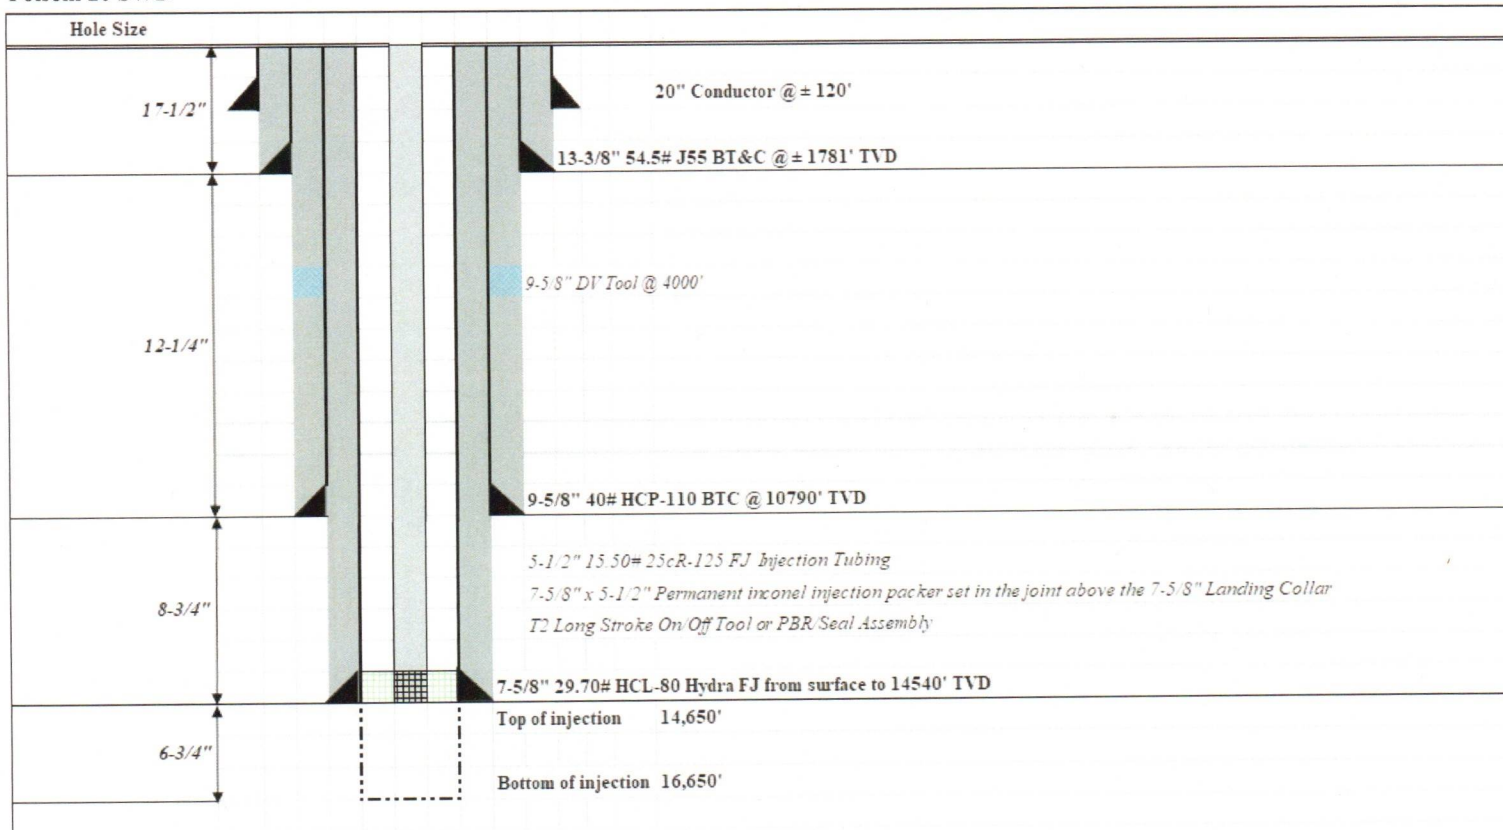 Hole Size
17-1/2"
20" Conductor @ ± 120'
13-3/8" 54.5# J55 BT&C @ ± 1781' TVD
9-5/8" DV Tool @ 4000'
12-1/4"
9-5/8" 40# HCP-110 BTC @ 10790' TVD
5-1/2" 15.50# 25cR-125 FJ Injection Tubing
7-5/8" x 5-1/2" Permanent inconel injection packer set in the joint above the 7-5/8" Landing Collar
8-3/4"
T2 Long Stroke On/Off Tool or PBR/Seal Assembly
7-5/8" 29.70# HCL-80 Hydra FJ from surface to 14540' TVD
Top of injection 14,650'
6-3/4"
Bottom of injection 16,650'